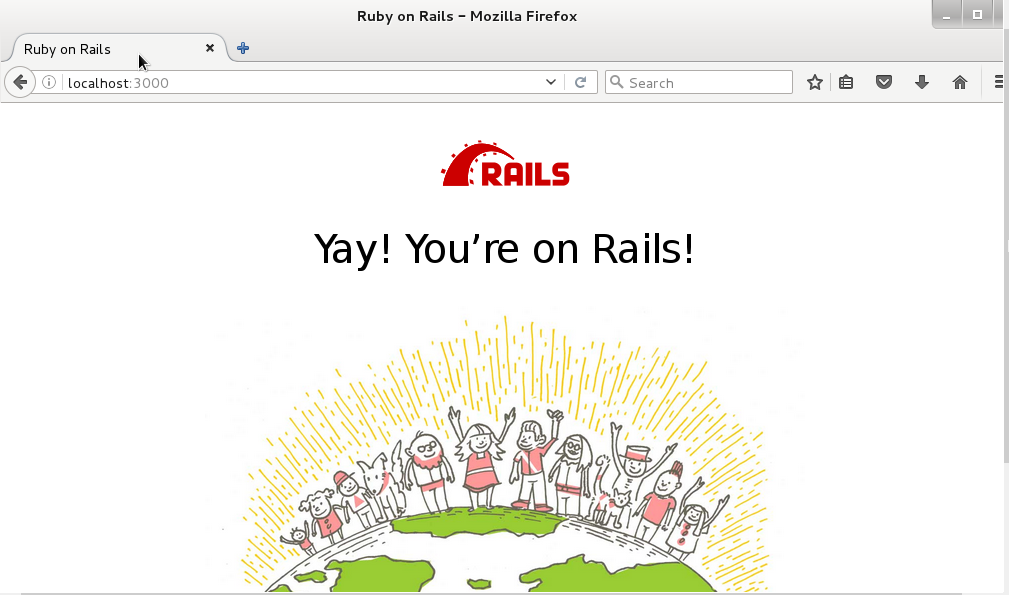 Ruby on Rails – Mozilla Firefox
Ruby on Rails
localhost:3000
Search
RAILS
Yay! You’re on Rails!